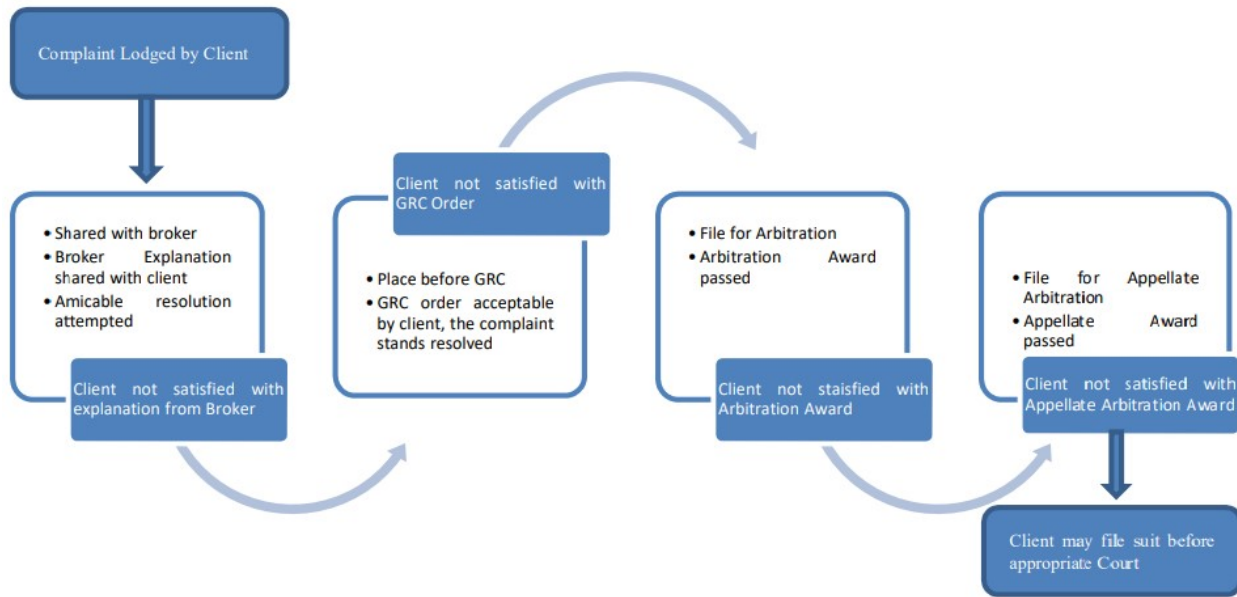 Complaint Lodged by Client
• Shared with broker
• Broker Explanation
shared with client
• Amicable resolution
attempted
Client not satisfied with
explanation from Broker
Client not satisfied with
GRC Order
• Place before GRC
• GRC order acceptable
by client, the complaint
stands resolved
• File for Arbitration
• Arbitration Award
passed
Client not staisfied with
Arbitration Award
• File for Appellate
Arbitration
• Appellate Award
passed
Client not satisfied with
Appellate Arbitration Award
Client may file suit before
appropriate Court